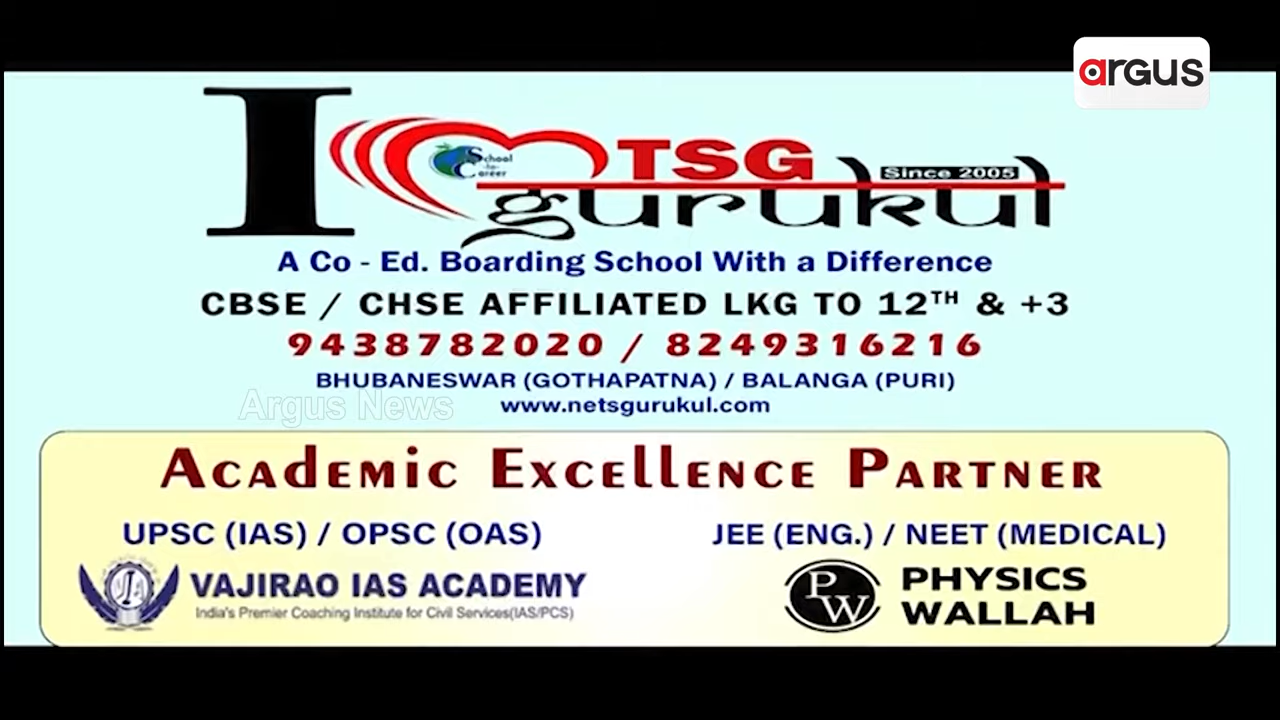 argus
I TSG
gurukul
Since 2005
School
-to-
Career
A Co - Ed. Boarding School With a Difference
CBSE / CHSE AFFILIATED LKG TO 12TH & +3
9438782020 / 8249316216
BHUBANESWAR (GOTHAPATNA) / BALANGA (PURI)
Argus News
www.netsgurukul.com
Academic Excellence Partner
UPSC (IAS) / OPSC (OAS)
JEE (ENG.) / NEET (MEDICAL)
VAJIRAO IAS ACADEMY
India's Premier Coaching Institute for Civil Services(IAS/PCS)
PW
PHYSICS
WALLAH